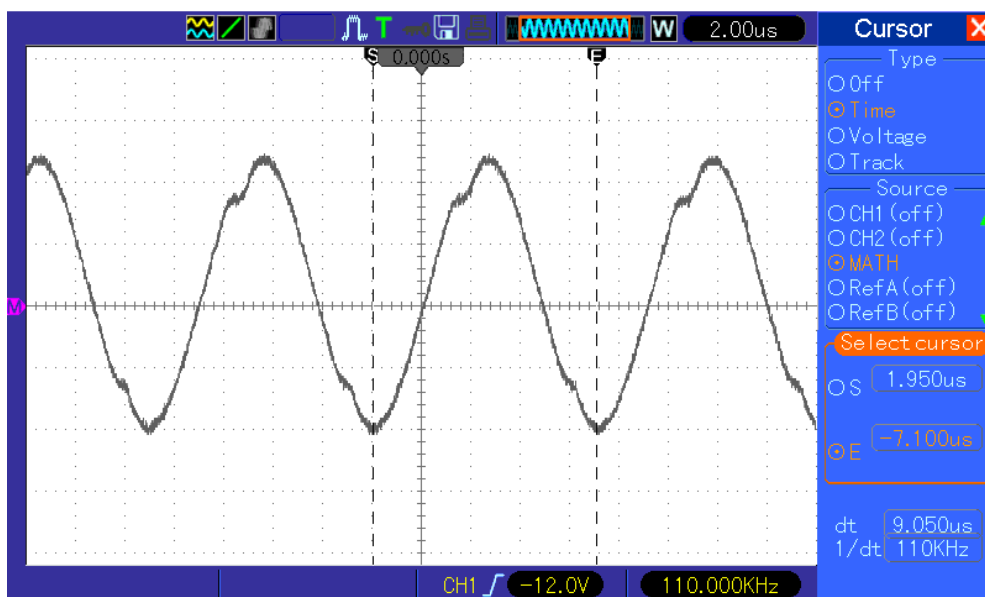 T W 2.00us
S 0.000s E
M
CH1 -12.0V 110.000KHz
Cursor X
Type
Off
Time
Voltage
Track
Source
CH1(off)
CH2(off)
MATH
RefA(off)
RefB(off)
Select cursor
S 1.950us
E -7.100us
dt 9.050us
1/dt 110KHz